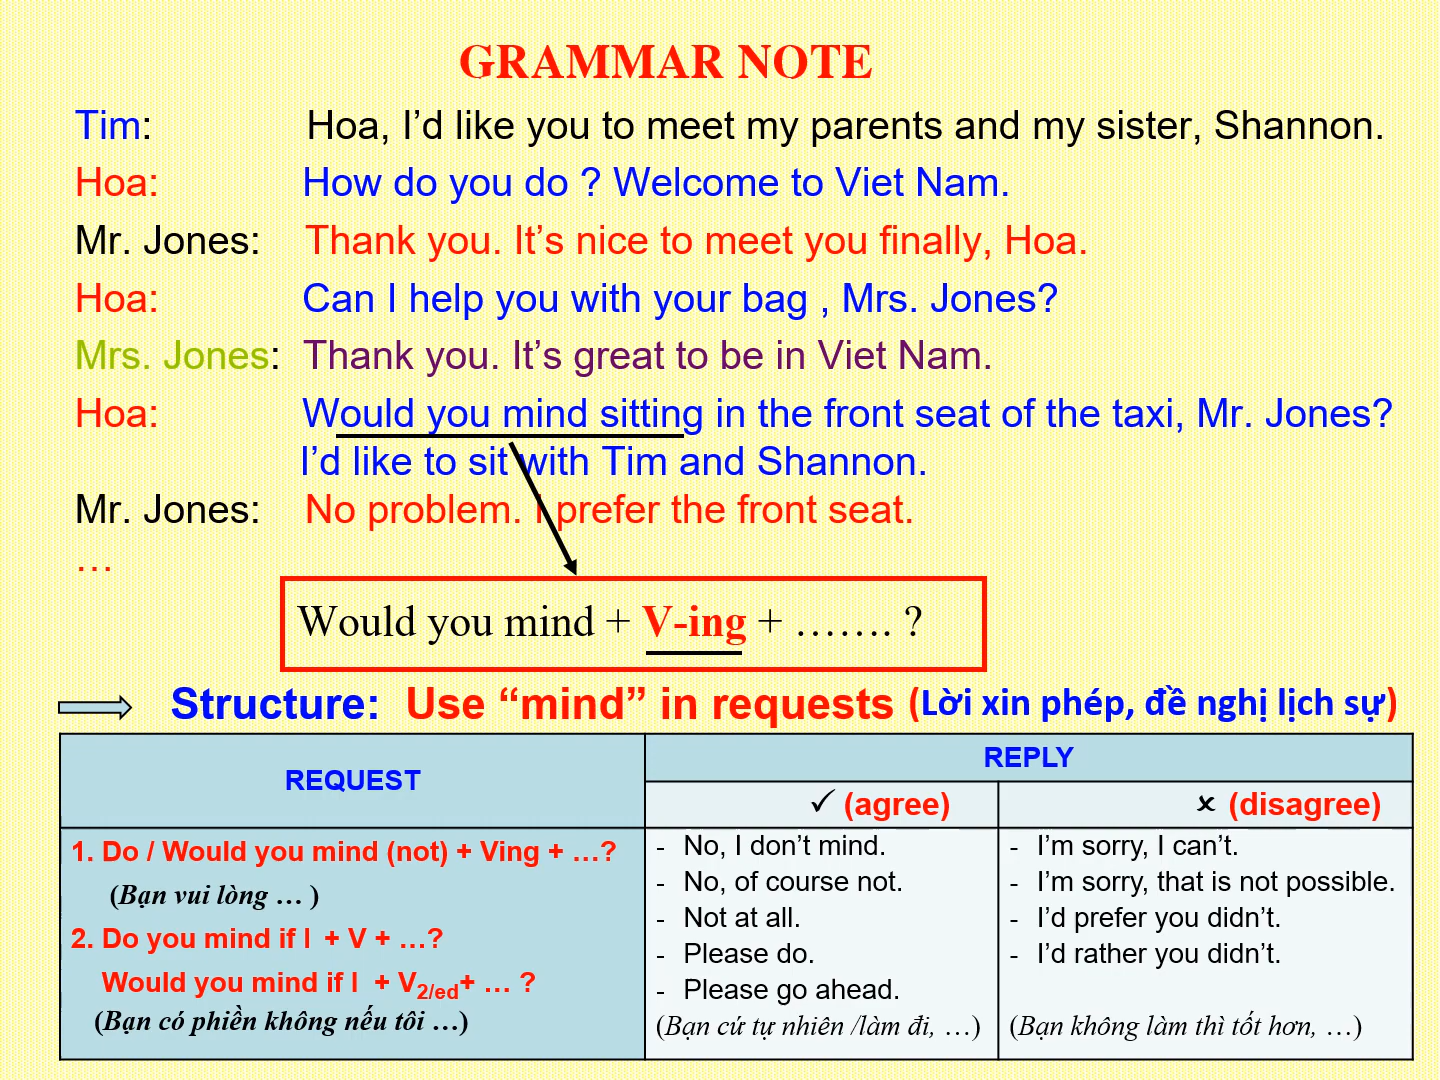 GRAMMAR NOTE
Tim: Hoa, I’d like you to meet my parents and my sister, Shannon.
Hoa: How do you do ? Welcome to Viet Nam.
Mr. Jones: Thank you. It’s nice to meet you finally, Hoa.
Hoa: Can I help you with your bag , Mrs. Jones?
Mrs. Jones: Thank you. It’s great to be in Viet Nam.
Hoa: Would you mind sitting in the front seat of the taxi, Mr. Jones?
I’d like to sit with Tim and Shannon.
Mr. Jones: No problem. I prefer the front seat.
…
Would you mind + V-ing + ……. ?
Structure: Use “mind” in requests (Lời xin phép, đề nghị lịch sự)
REQUEST
REPLY
✓ (agree)
× (disagree)
1. Do / Would you mind (not) + Ving + …?
(Bạn vui lòng … )
2. Do you mind if I + V + …?
Would you mind if I + V2/ed+ … ?
(Bạn có phiền không nếu tôi …)
- No, I don’t mind.
- No, of course not.
- Not at all.
- Please do.
- Please go ahead.
(Bạn cứ tự nhiên /làm đi, …)
- I’m sorry, I can’t.
- I’m sorry, that is not possible.
- I’d prefer you didn’t.
- I’d rather you didn’t.
(Bạn không làm thì tốt hơn, …)